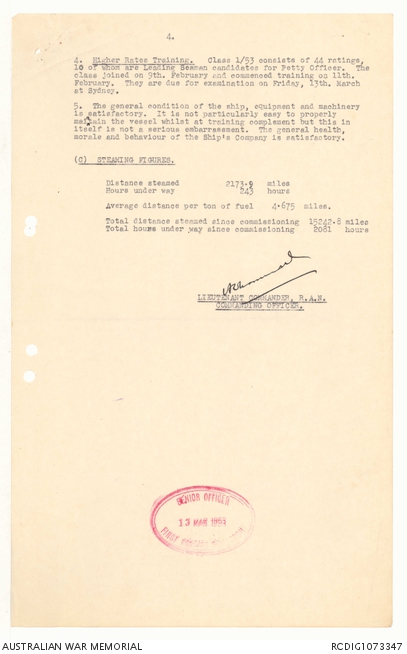 4.
4. Higher Rates Training. Class 1/53 consists of 44 ratings,
10 of whom are Leading Seamen candidates for Petty Officer. The
class joined on 9th. February and commenced training on 11th.
February. They are due for examination on Friday, 13th. March
at Sydney.
5. The general condition of the ship, equipment and machinery
is satisfactory. It is not particularly easy to properly
maintain the vessel whilst at training complement but this in
itself is not a serious embarrassment. The general health,
morals and behaviour of the Ship's Company is satisfactory.
(C) STEAMING FIGURES.
Distance steamed 2173.9 miles
Hours under way 243 hours
Average distance per ton of fuel 4.675 miles.
Total distance steamed since commissioning 15242.8 miles
Total hours under way since commissioning 2081 hours
LIEUTENANT COMMANDER, R.A.N.
COMMANDING OFFICER.
SENIOR OFFICER
13 MAR 1953
FIRST
AUSTRALIAN WAR MEMORIAL RCDIG1073347